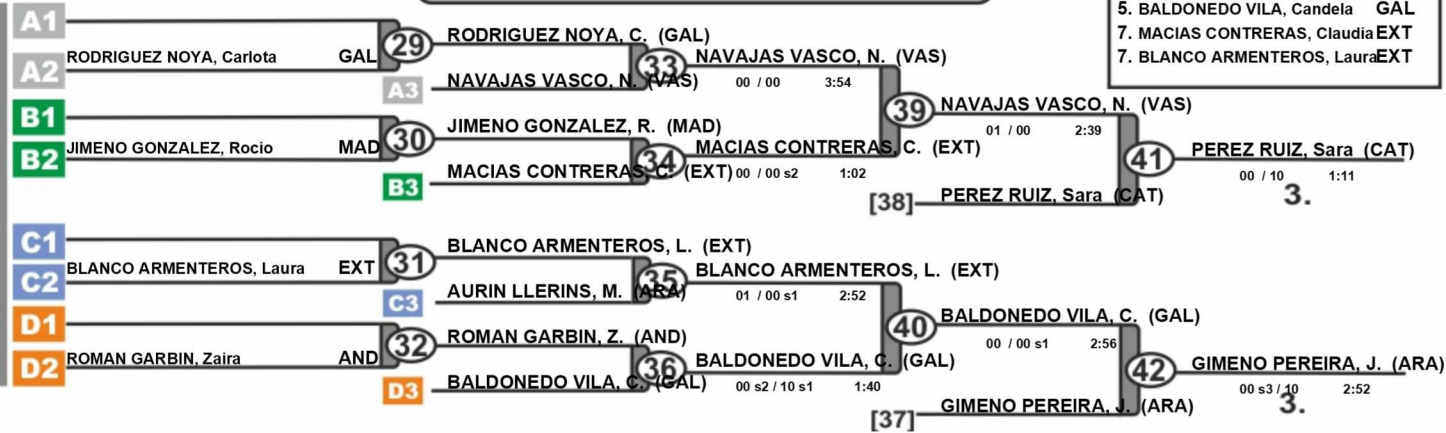 5. BALDONEDO VILA, Candela GAL
7. MACIAS CONTRERAS, Claudia EXT
7. BLANCO ARMENTEROS, Laura EXT
A1
RODRIGUEZ NOYA, Carlota GAL
A2
29
RODRIGUEZ NOYA, C. (GAL)
A3
NAVAJAS VASCO, N. (VAS)
33
NAVAJAS VASCO, N. (VAS)
00 / 00 3:54
B1
JIMENO GONZALEZ, Rocio MAD
B2
30
JIMENO GONZALEZ, R. (MAD)
B3
MACIAS CONTRERAS, C. (EXT)
34
MACIAS CONTRERAS, C. (EXT)
00 / 00 s2 1:02
39
NAVAJAS VASCO, N. (VAS)
01 / 00 2:39
[38]
PEREZ RUIZ, Sara (CAT)
41
PEREZ RUIZ, Sara (CAT)
00 / 10 1:11
3.
C1
BLANCO ARMENTEROS, Laura EXT
C2
31
BLANCO ARMENTEROS, L. (EXT)
C3
AURIN LLERINS, M. (ARA)
35
BLANCO ARMENTEROS, L. (EXT)
01 / 00 s1 2:52
D1
ROMAN GARBIN, Zaira AND
D2
32
ROMAN GARBIN, Z. (AND)
D3
BALDONEDO VILA, C. (GAL)
36
BALDONEDO VILA, C. (GAL)
00 s2 / 10 s1 1:40
40
BALDONEDO VILA, C. (GAL)
00 / 00 s1 2:56
[37]
GIMENO PEREIRA, J. (ARA)
42
GIMENO PEREIRA, J. (ARA)
00 s3 / 10 2:52
3.